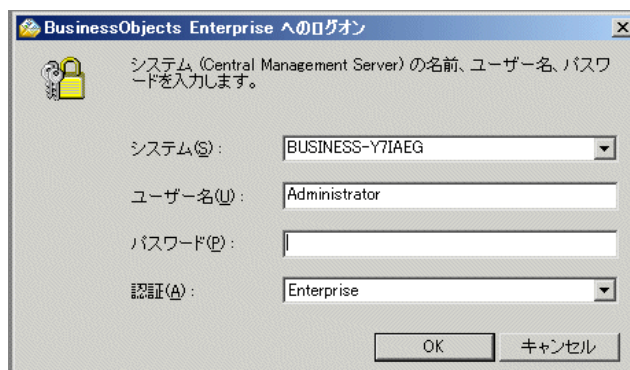 BusinessObjects Enterprise へのログオン
システム (Central Management Server) の名前、ユーザー名、パスワ
ードを入力します。
システム(S): BUSINESS-Y7IAEG
ユーザー名(U): Administrator
パスワード(P):
認証(A): Enterprise
OK キャンセル